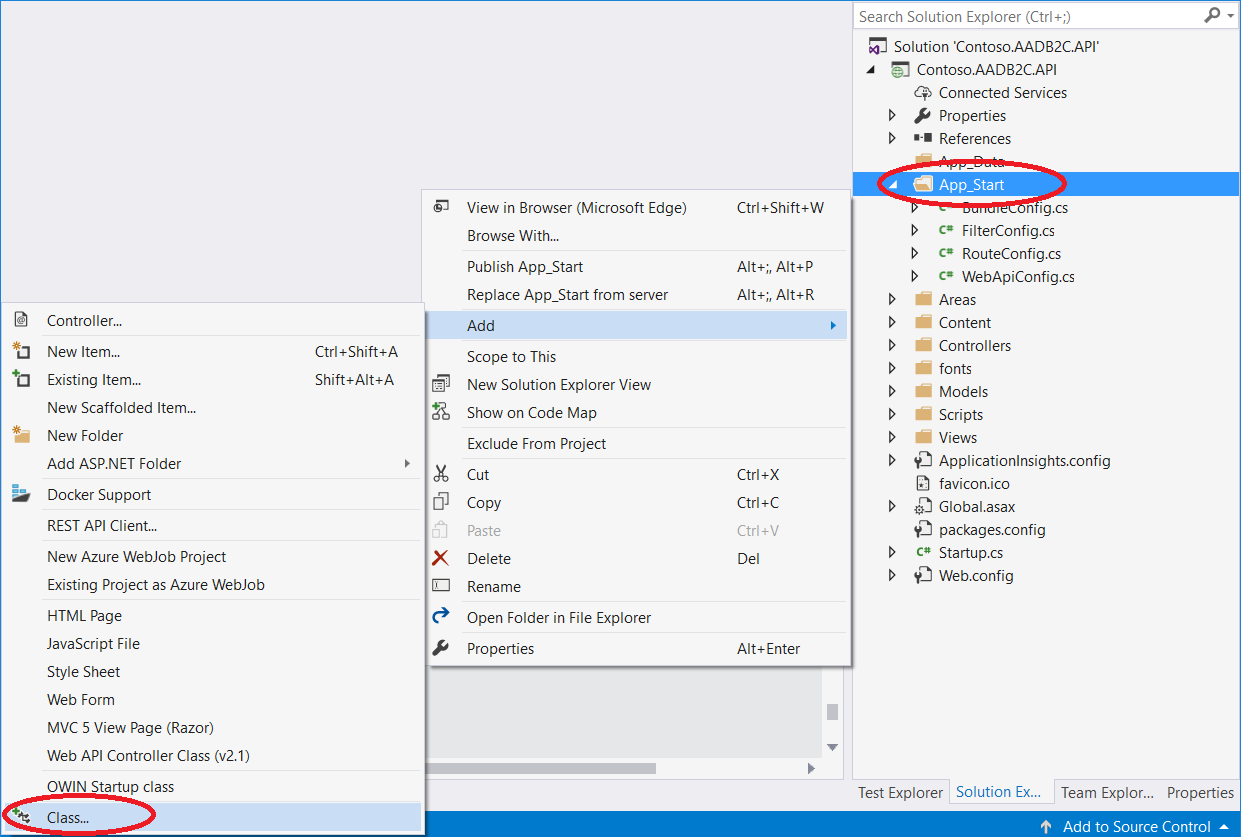 Search Solution Explorer (Ctrl+;)
Solution 'Contoso.AADB2C.API'
Contoso.AADB2C.API
Connected Services
Properties
References
App_Data
App_Start
BundleConfig.cs
C# FilterConfig.cs
C# RouteConfig.cs
C# WebApiConfig.cs
Areas
Content
Controllers
fonts
Models
Scripts
Views
ApplicationInsights.config
favicon.ico
Global.asax
packages.config
C# Startup.cs
Web.config
View in Browser (Microsoft Edge) Ctrl+Shift+W
Browse With...
Publish App_Start Alt+;, Alt+P
Replace App_Start from server Alt+;, Alt+R
Add
Scope to This
New Solution Explorer View
Show on Code Map
Exclude From Project
Cut Ctrl+X
Copy Ctrl+C
Paste Ctrl+V
Delete Del
Rename
Open Folder in File Explorer
Properties Alt+Enter
Controller...
New Item... Ctrl+Shift+A
Existing Item... Shift+Alt+A
New Scaffolded Item...
New Folder
Add ASP.NET Folder
Docker Support
REST API Client...
New Azure WebJob Project
Existing Project as Azure WebJob
HTML Page
JavaScript File
Style Sheet
Web Form
MVC 5 View Page (Razor)
Web API Controller Class (v2.1)
OWIN Startup class
Class...
Test Explorer Solution Ex... Team Explor... Properties
Add to Source Control